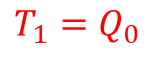 T₁ = Q₀